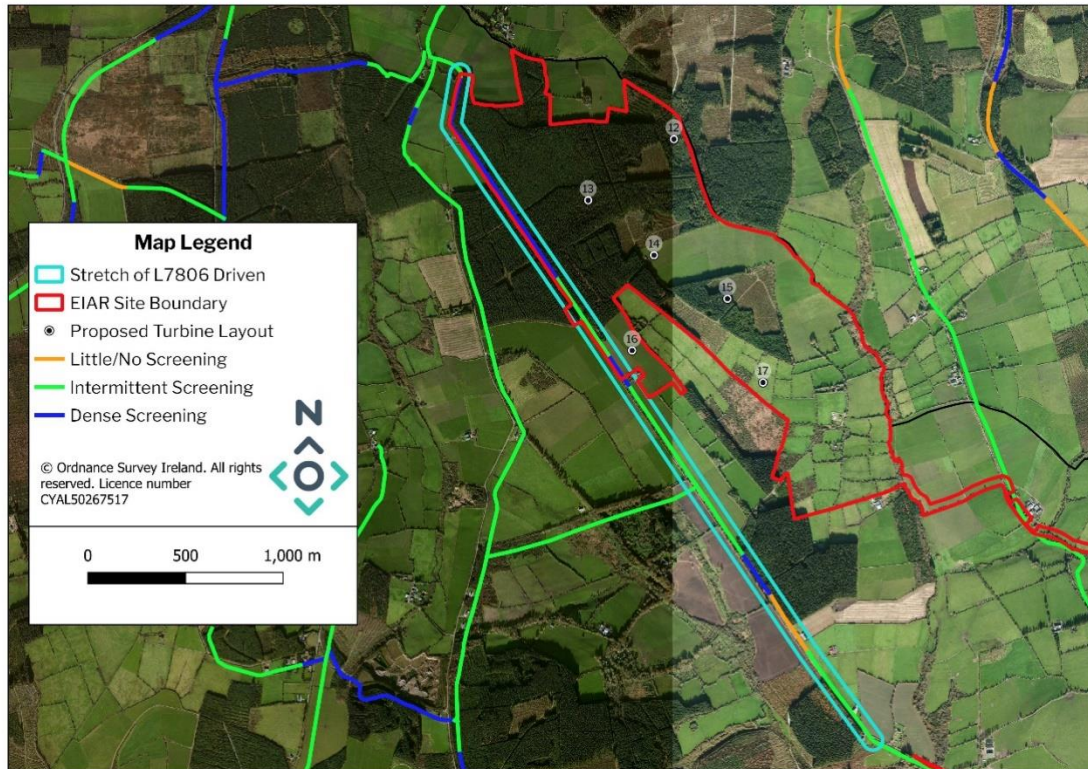 12
13
14
15
16
17
Map Legend
Stretch of L7806 Driven
EIAR Site Boundary
Proposed Turbine Layout
Little/No Screening
Intermittent Screening
Dense Screening
N
© Ordnance Survey Ireland. All rights
reserved. Licence number
CYAL50267517
0 500 1,000 m